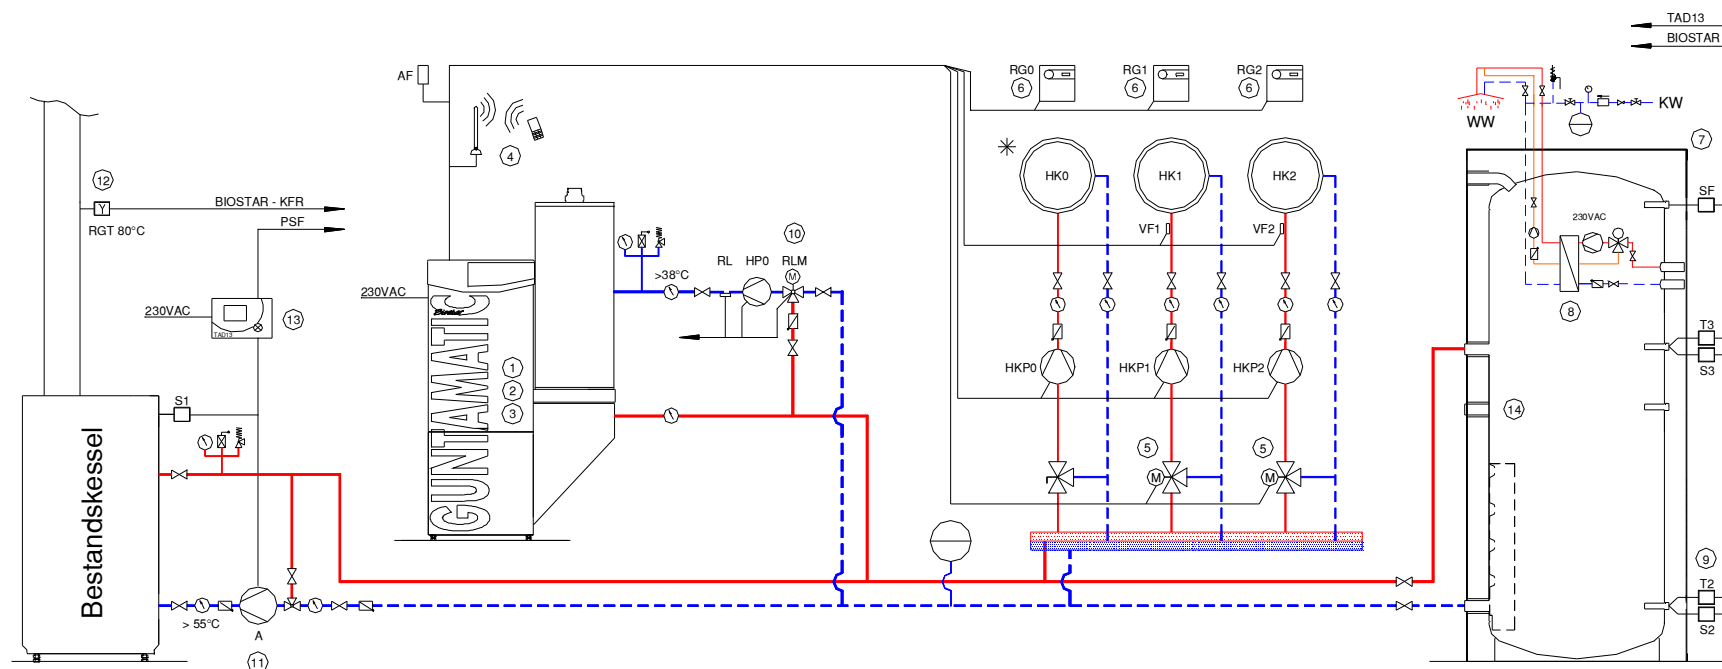 TAD13
BIOSTAR
AF
RG0
6
RG1
6
RG2
6
KW
WW
4
7
12
Y
BIOSTAR - KFR
RGT 80°C
PSF
HK0
HK1
HK2
SF
VF1
VF2
230VAC
10
RL
HP0
RLM
M
>38°C
230VAC
Biostar
GUNTAMATIC
230VAC
TAD13
13
8
T3
S3
1
2
3
HKP0
HKP1
HKP2
S1
14
Bestandskessel
5
5
M
M
9
T2
S2
> 55°C
A
11